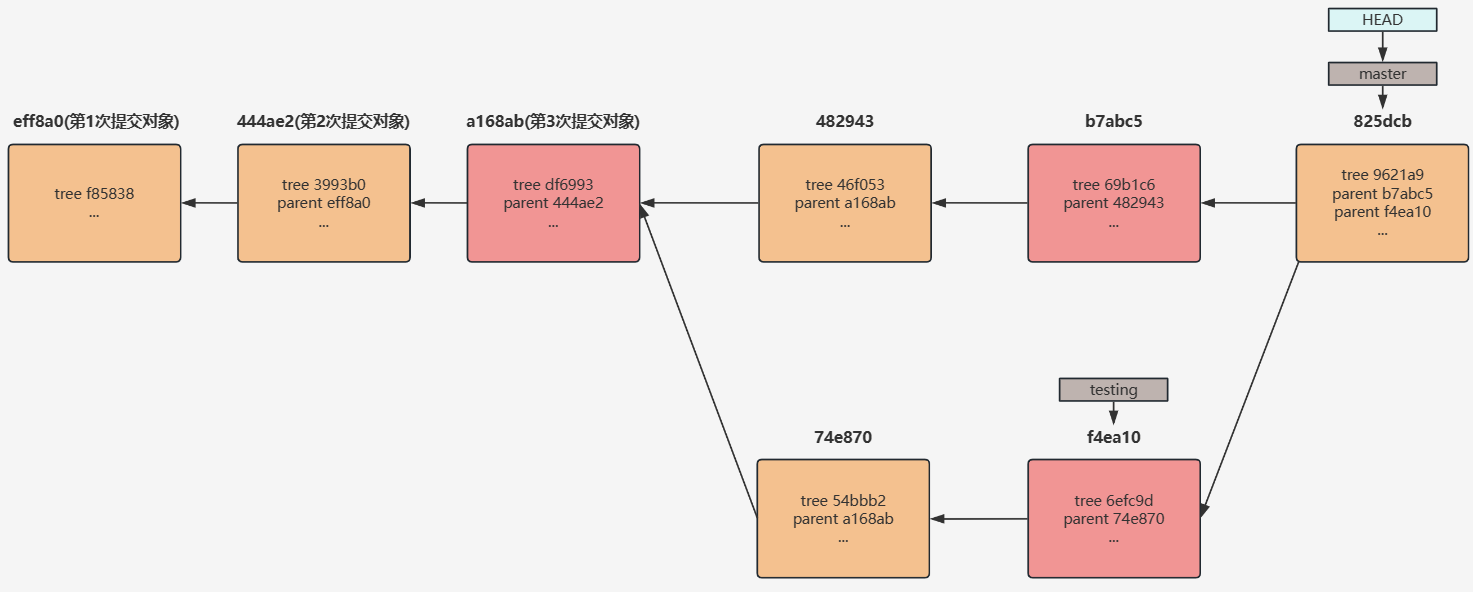 HEAD
master
eff8a0(第1次提交对象)
444ae2(第2次提交对象)
a168ab(第3次提交对象)
482943
b7abc5
825dcb
tree f85838
...
tree 3993b0
parent eff8a0
...
tree df6993
parent 444ae2
...
tree 46f053
parent a168ab
...
tree 69b1c6
parent 482943
...
tree 9621a9
parent b7abc5
parent f4ea10
...
testing
74e870
f4ea10
tree 54bbb2
parent a168ab
...
tree 6efc9d
parent 74e870
...